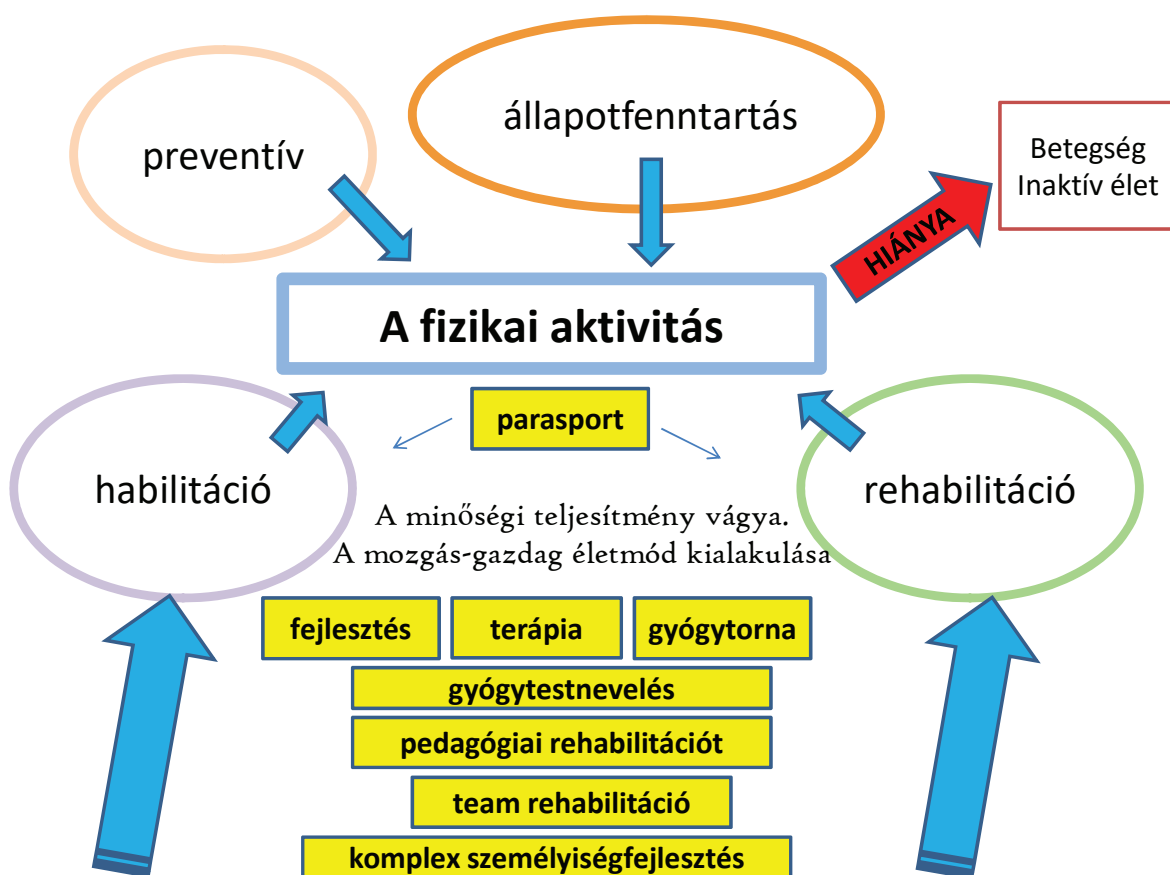 állapotfenntartás
preventív
Betegség
Inaktív élet
HIÁNYA
A fizikai aktivitás
parasport
habilitáció
rehabilitáció
A minőségi teljesítmény vágya.
A mozgás-gazdag életmód kialakulása
fejlesztés
terápia
gyógytorna
gyógytestnevelés
pedagógiai rehabilitációt
team rehabilitáció
komplex személyiségfejlesztés